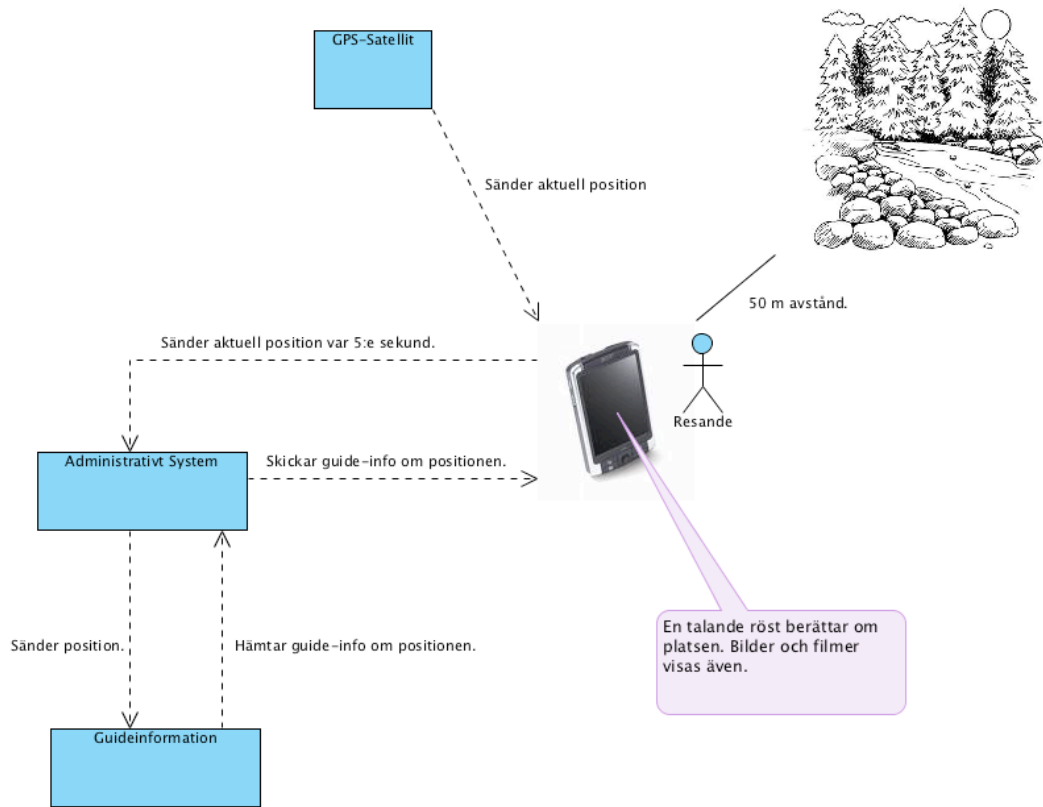 GPS-Satellit
Sänder aktuell position
50 m avstånd.
Sänder aktuell position var 5:e sekund.
Resande
Administrativt System
Skickar guide-info om positionen.
En talande röst berättar om
platsen. Bilder och filmer
visas även.
Sänder position.
Hämtar guide-info om positionen.
Guideinformation